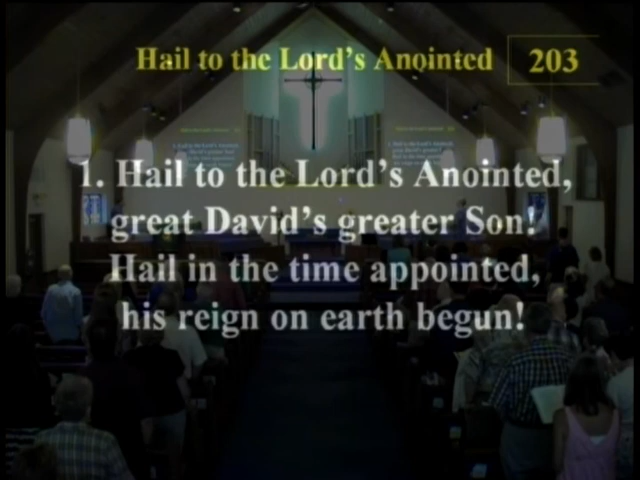 Hail to the Lord's Anointed 203
1. Hail to the Lord's Anointed,
great David's greater Son!
Hail in the time appointed,
his reign on earth begun!